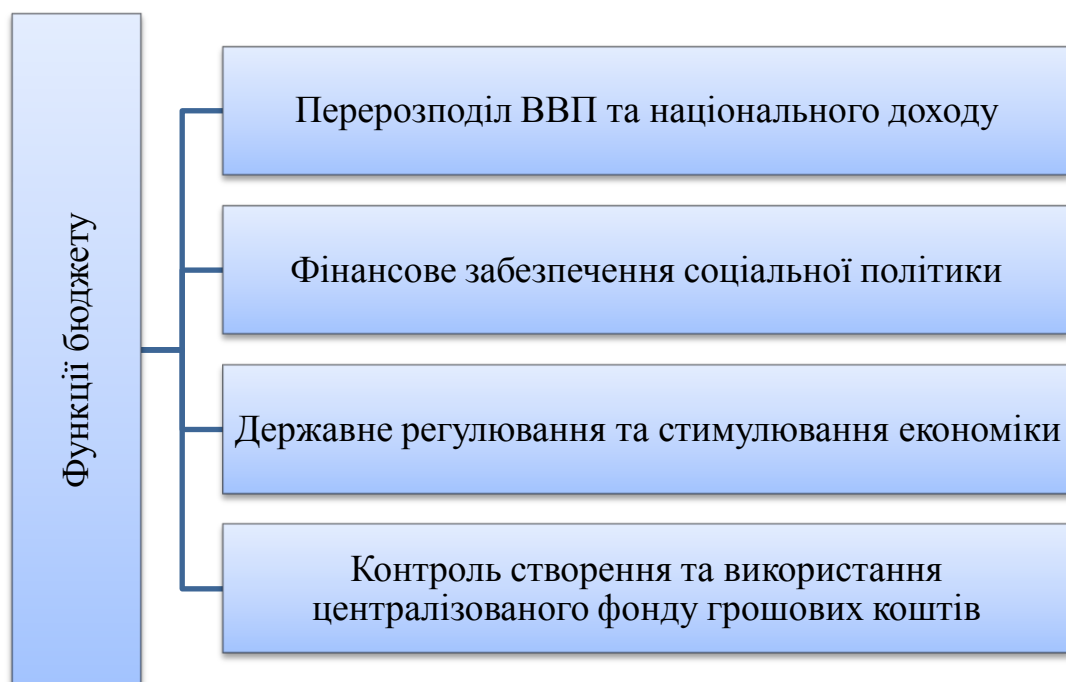 Функції бюджету
Перерозподіл ВВП та національного доходу
Фінансове забезпечення соціальної політики
Державне регулювання та стимулювання економіки
Контроль створення та використання
централізованого фонду грошових коштів